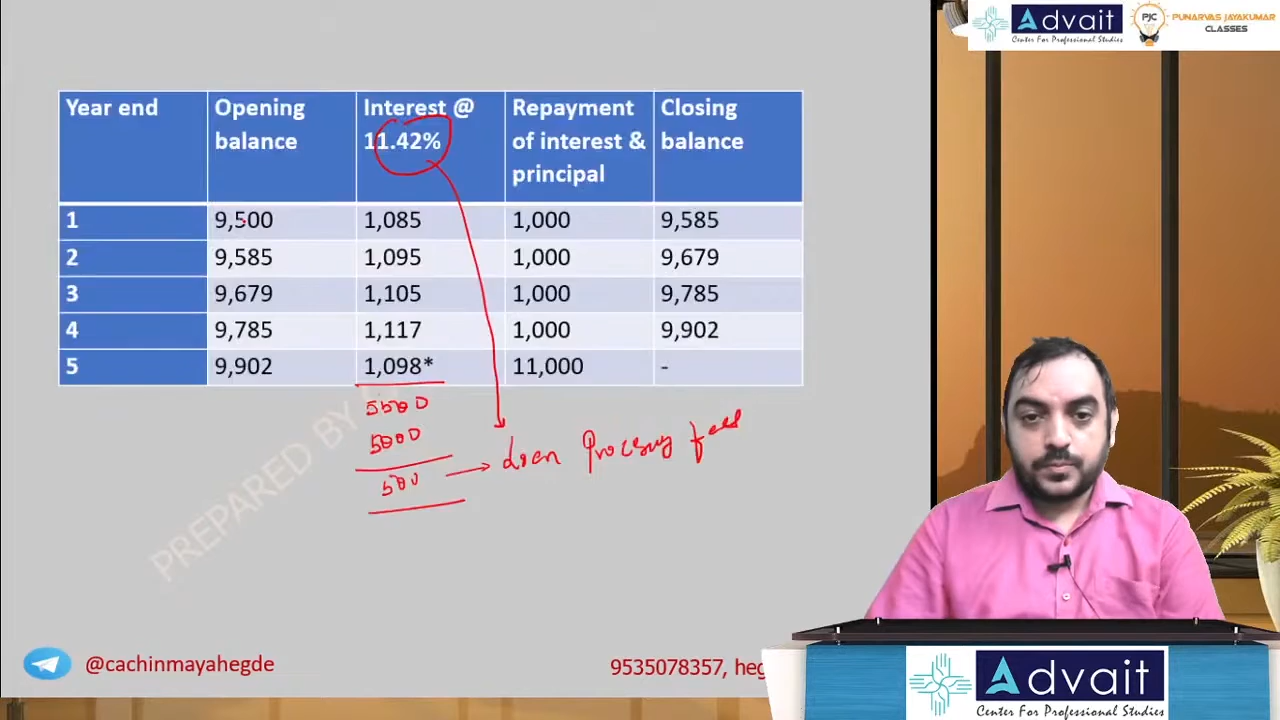 Advait
Center For Professional Studies
PJC
PUNARVAS JAYAKUMAR
CLASSES
Year end Opening balance Interest @ 11.42% Repayment of interest & principal Closing balance
1 9,500 1,085 1,000 9,585
2 9,585 1,095 1,000 9,679
3 9,679 1,105 1,000 9,785
4 9,785 1,117 1,000 9,902
5 9,902 1,098* 11,000 -
5500
5000
500
Loan Processing fees
PREPARED BY
@cachinmayahegde
9535078357, heg
Advait
Center For Professional Studies